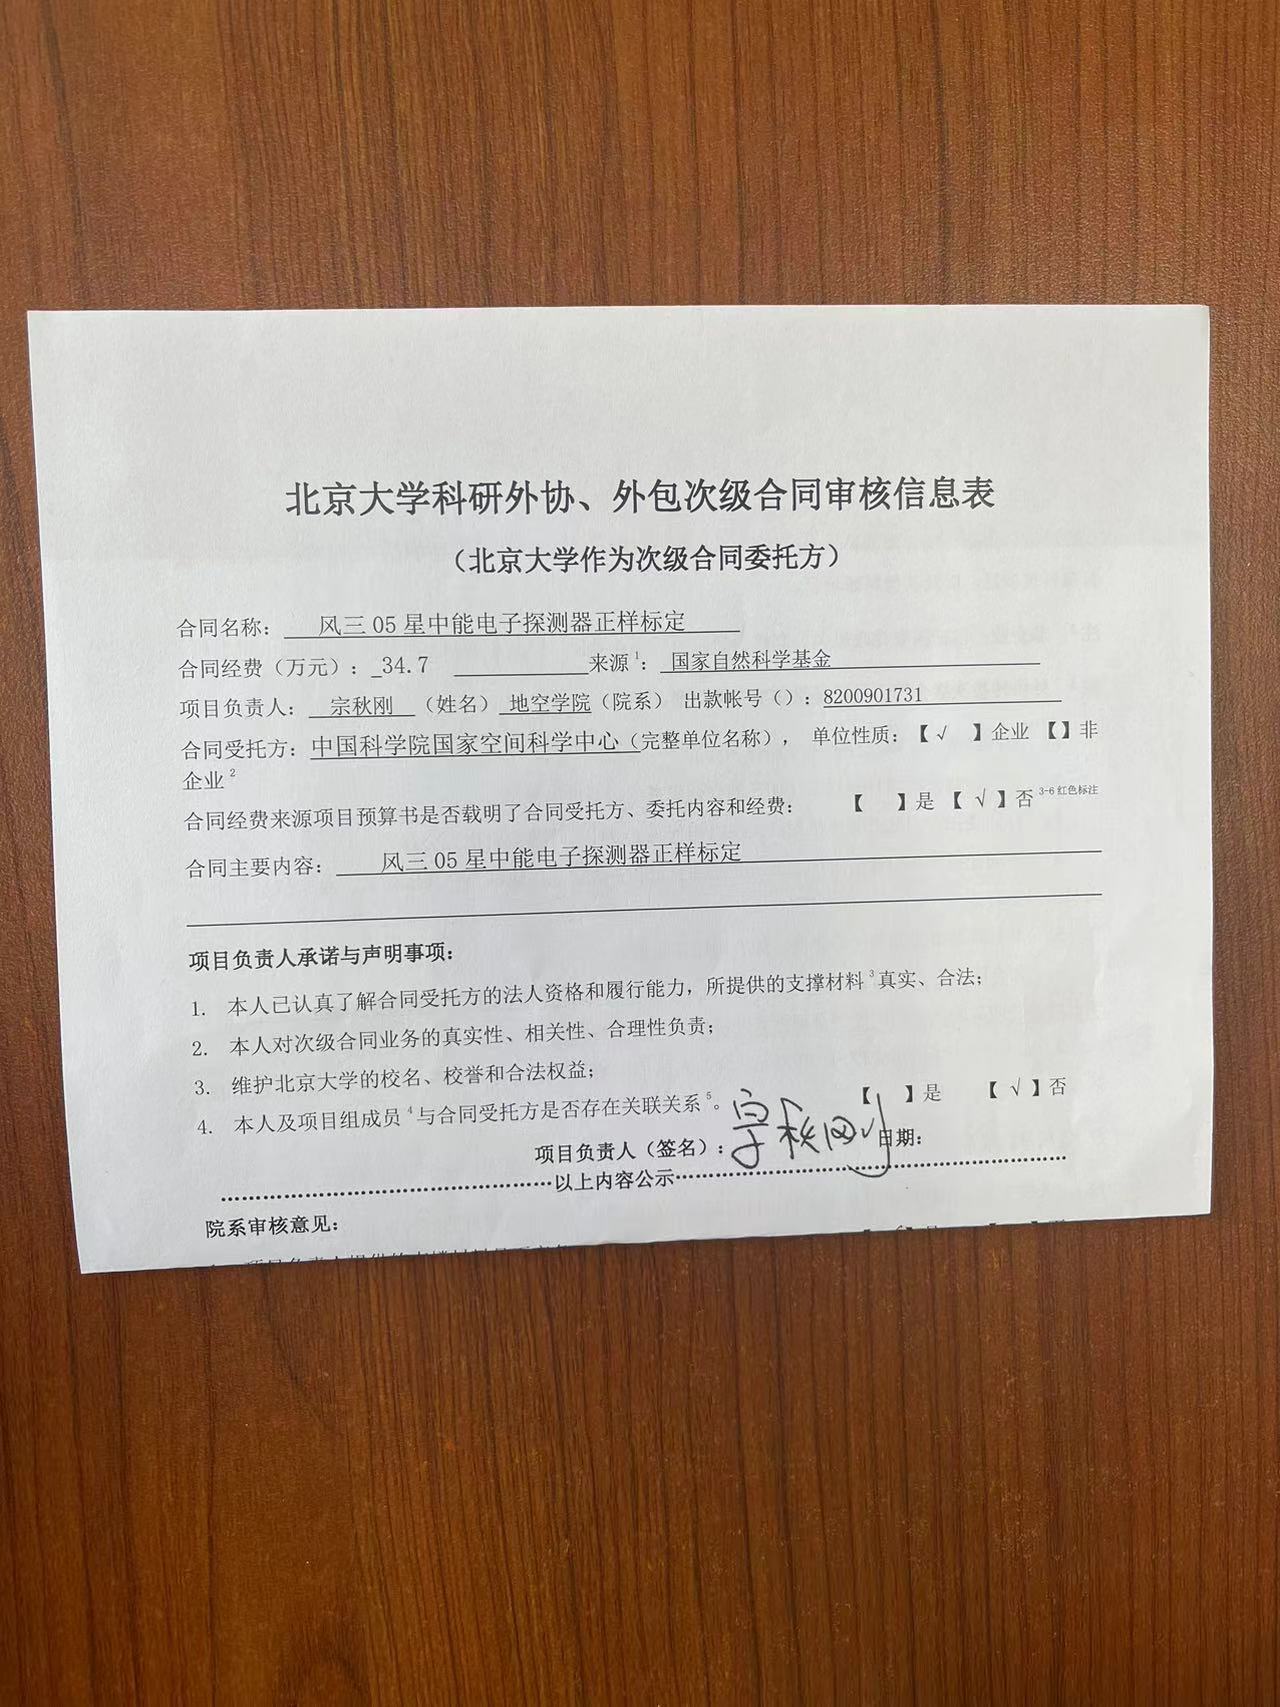 北京大学科研外协、外包次级合同审核信息表
（北京大学作为次级合同委托方）
合同名称： 风三 05 星中能电子探测器正样标定
合同经费（万元）：_34.7 来源1： 国家自然科学基金
项目负责人： 宗秋刚 （姓名） 地空学院（院系） 出款帐号（）：8200901731
合同受托方：中国科学院国家空间科学中心（完整单位名称）， 单位性质：【 √ 】企业 【】非
企业2
合同经费来源项目预算书是否载明了合同受托方、委托内容和经费： 【 】是 【 √ 】否 3-6 红色标注
合同主要内容： 风三 05 星中能电子探测器正样标定
项目负责人承诺与声明事项：
1. 本人已认真了解合同受托方的法人资格和履行能力，所提供的支撑材料3真实、合法；
2. 本人对次级合同业务的真实性、相关性、合理性负责；
3. 维护北京大学的校名、校誉和合法权益；
4. 本人及项目组成员4与合同受托方是否存在关联关系5。 【 】是 【 √ 】否
项目负责人（签名）：宗秋刚 日期：
以上内容公示
院系审核意见：